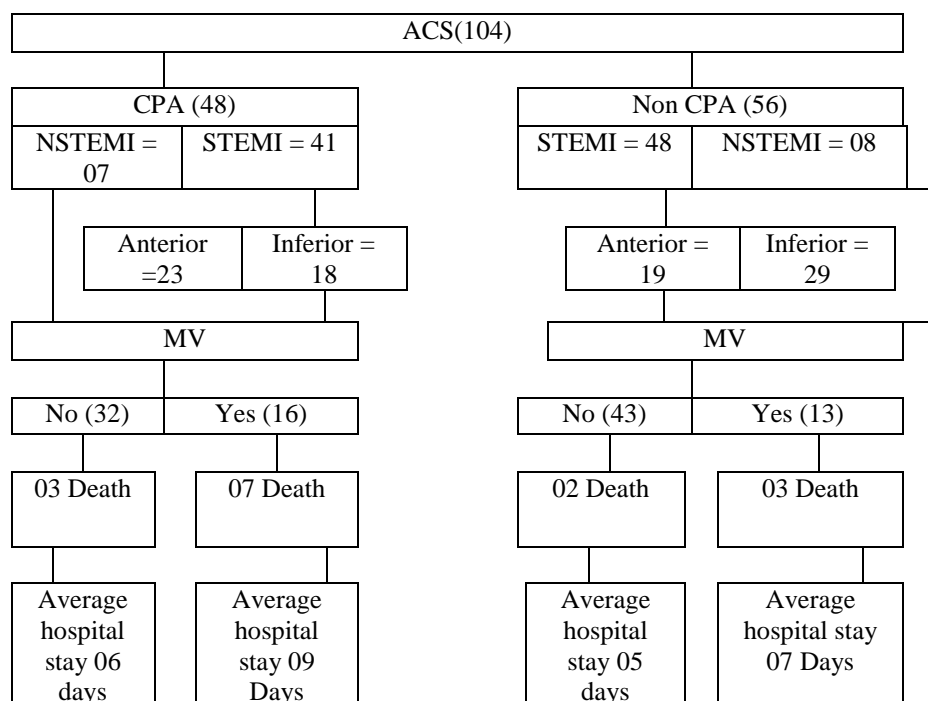 ACS(104)
CPA (48)
NSTEMI =
07
STEMI = 41
Non CPA (56)
STEMI = 48
NSTEMI = 08
Anterior
=23
Inferior =
18
Anterior =
19
Inferior =
29
MV
MV
No (32)
Yes (16)
No (43)
Yes (13)
03 Death
07 Death
02 Death
03 Death
Average
hospital
stay 06
days
Average
hospital
stay 09
Days
Average
hospital
stay 05
days
Average
hospital stay
07 Days